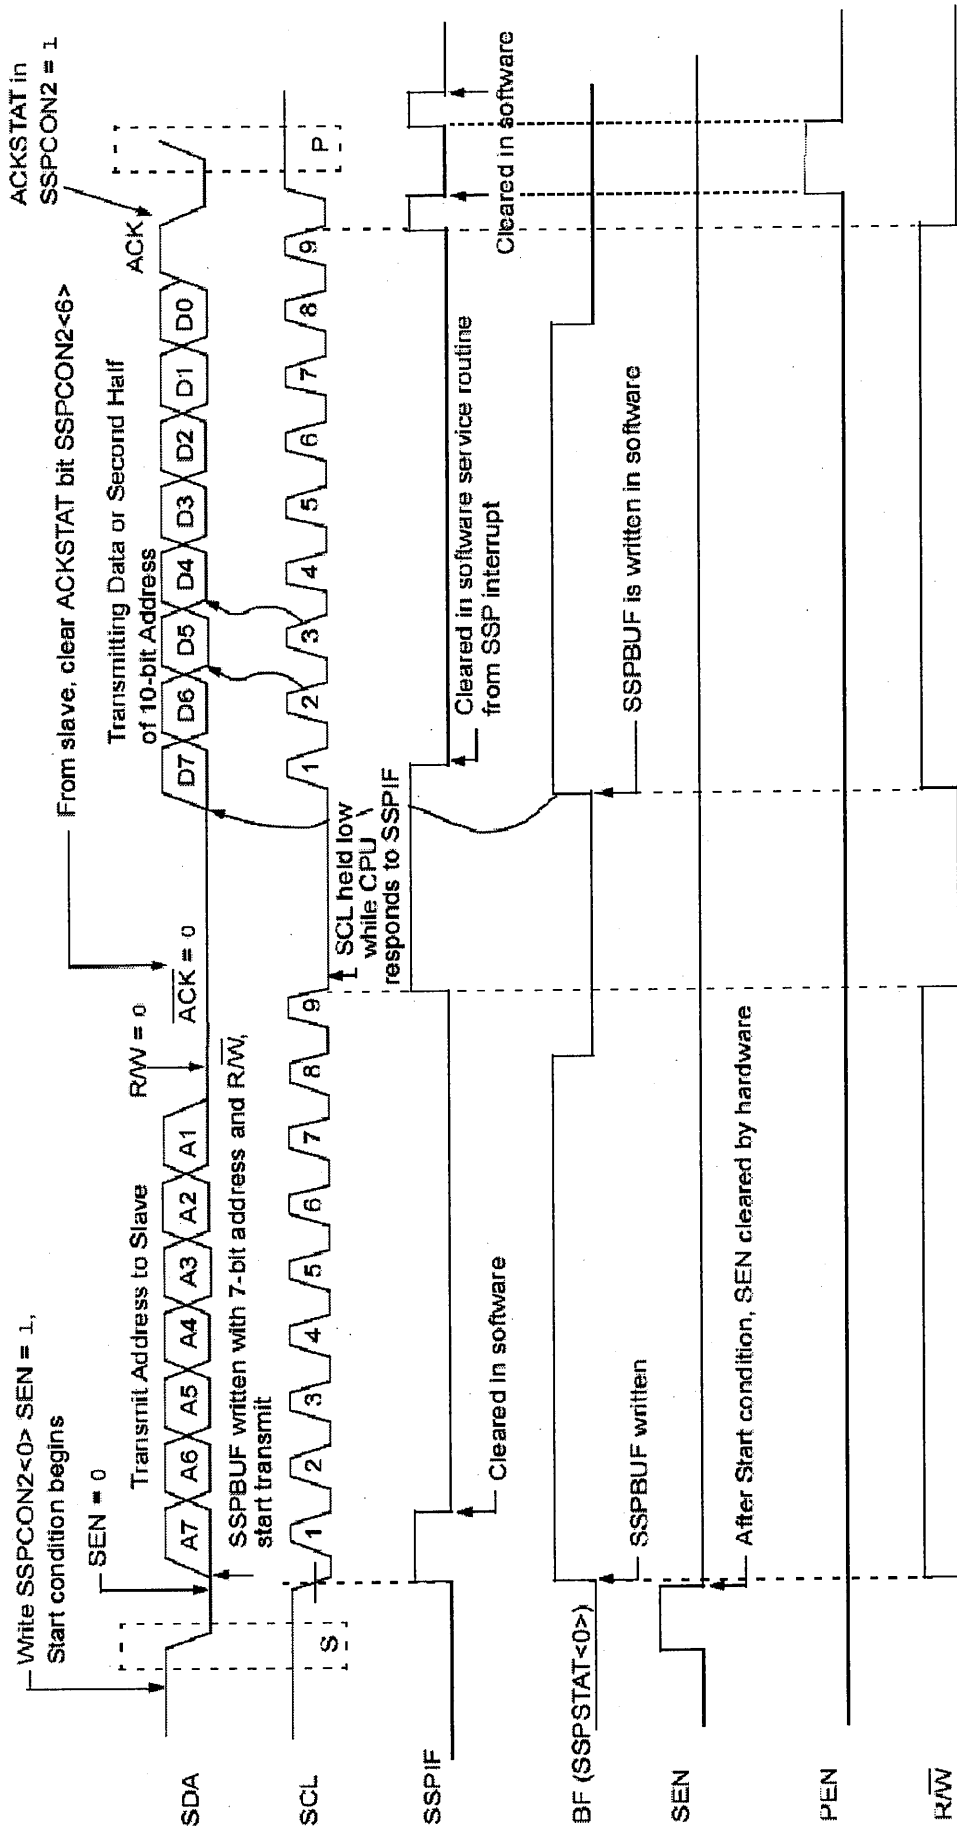 Write SSPCON2<0> SEN = 1,
Start condition begins
SEN = 0
From slave, clear ACKSTAT bit SSPCON2<6>
ACKSTAT in
SSPCON2 = 1
Transmit Address to Slave
R/W = 0
ACK = 0
Transmitting Data or Second Half
of 10-bit Address
ACK
SDA
A7 A6 A5 A4 A3 A2 A1
D7 D6 D5 D4 D3 D2 D1 D0
SSPBUF written with 7-bit address and R/W,
start transmit
SCL
S
1 2 3 4 5 6 7 8 9
1 2 3 4 5 6 7 8 9
P
SCL held low
while CPU
responds to SSPIF
SSPIF
Cleared in software
Cleared in software service routine
from SSP interrupt
Cleared in software
BF (SSPSTAT<0>)
SSPBUF written
SSPBUF is written in software
SEN
After Start condition, SEN cleared by hardware
PEN
R/W